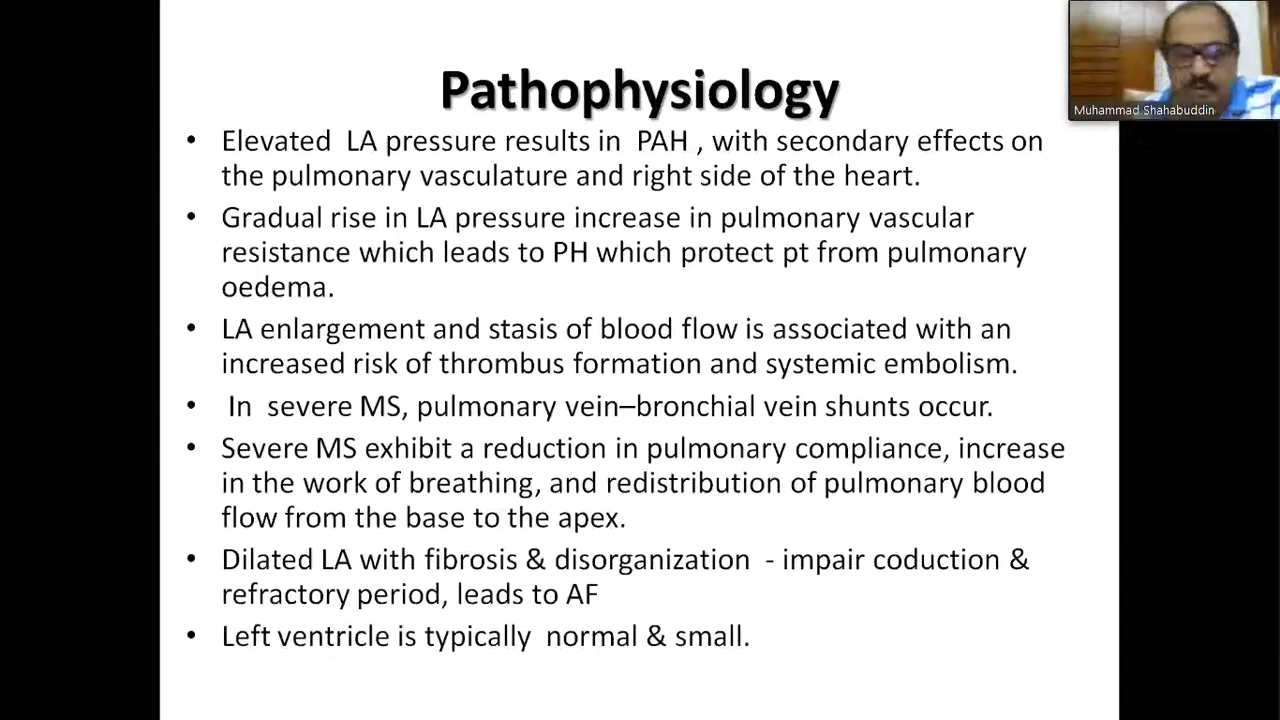 Pathophysiology
Muhammad Shahabuddin
• Elevated LA pressure results in PAH , with secondary effects on
the pulmonary vasculature and right side of the heart.
• Gradual rise in LA pressure increase in pulmonary vascular
resistance which leads to PH which protect pt from pulmonary
oedema.
• LA enlargement and stasis of blood flow is associated with an
increased risk of thrombus formation and systemic embolism.
• In severe MS, pulmonary vein–bronchial vein shunts occur.
• Severe MS exhibit a reduction in pulmonary compliance, increase
in the work of breathing, and redistribution of pulmonary blood
flow from the base to the apex.
• Dilated LA with fibrosis & disorganization - impair coduction &
refractory period, leads to AF
• Left ventricle is typically normal & small.